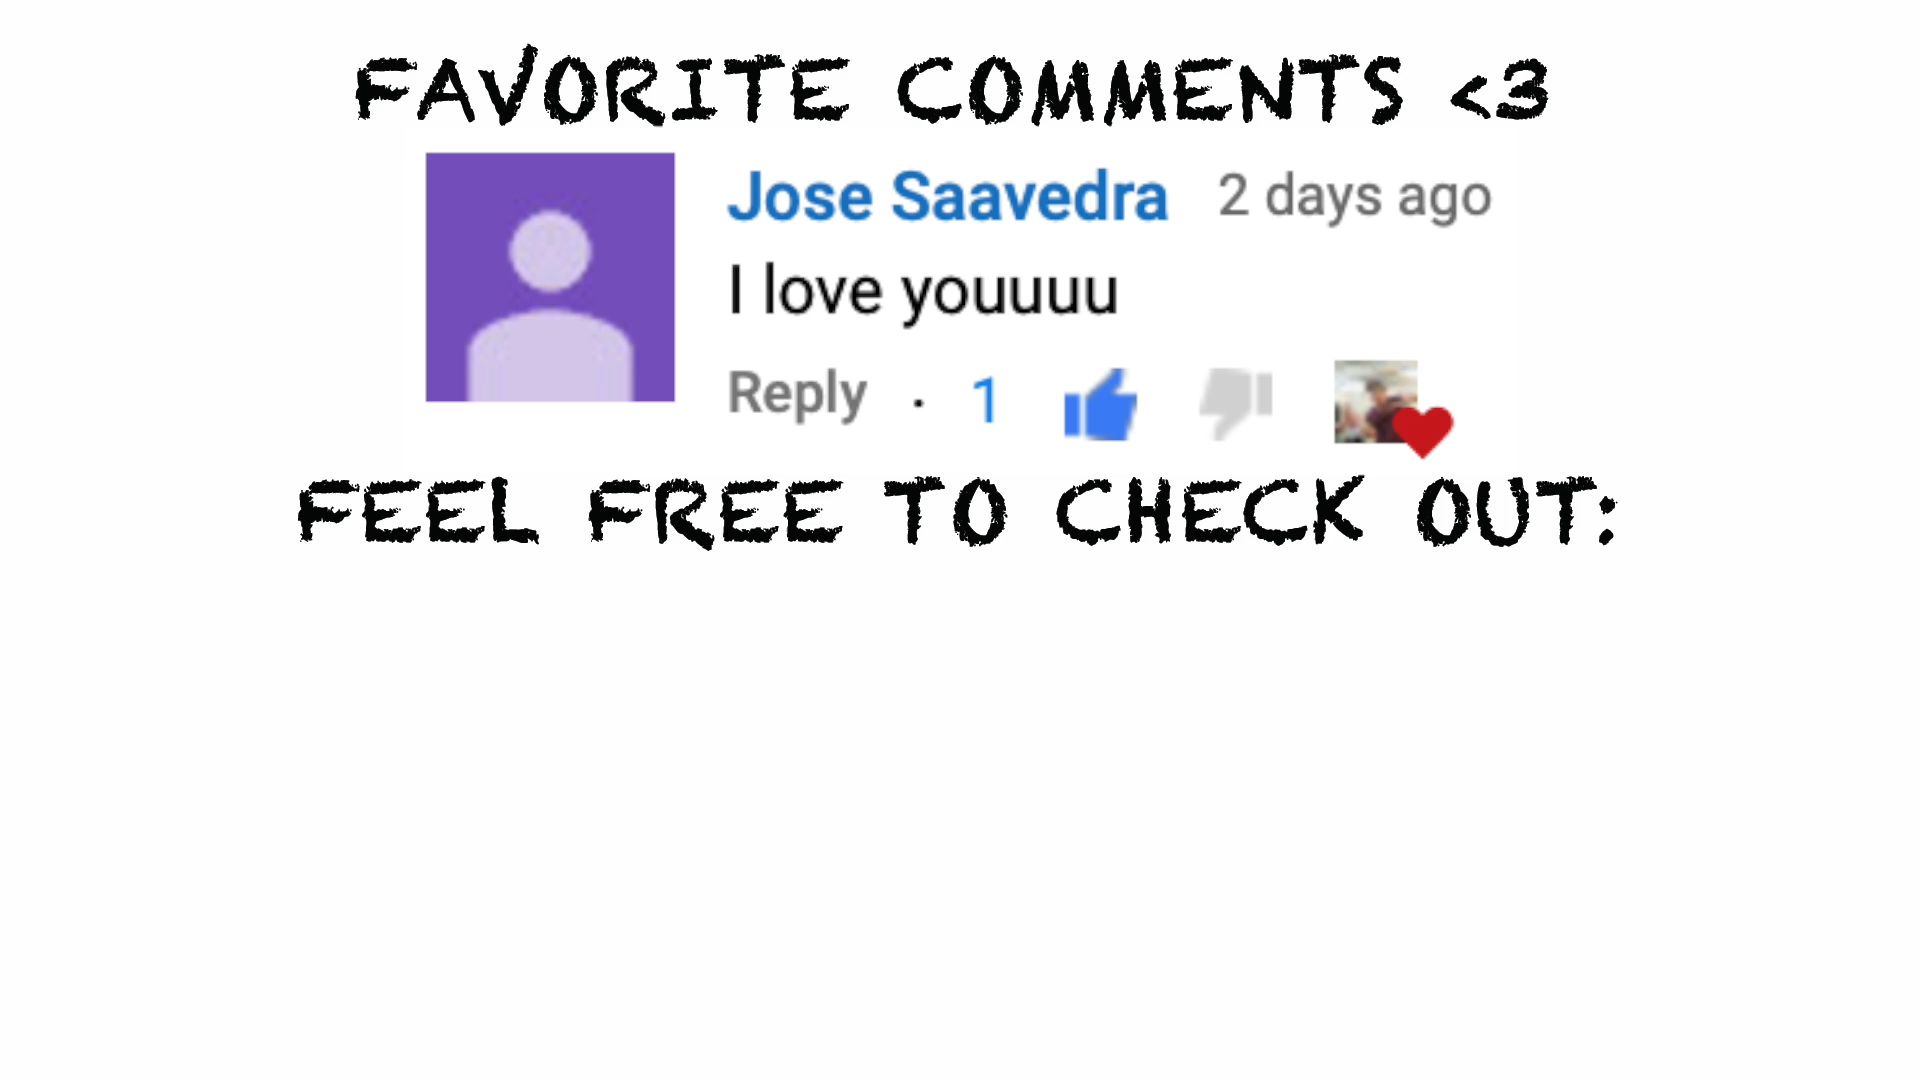 FAVORITE COMMENTS <3
Jose Saavedra 2 days ago
I love youuuu
Reply · 1
FEEL FREE TO CHECK OUT: